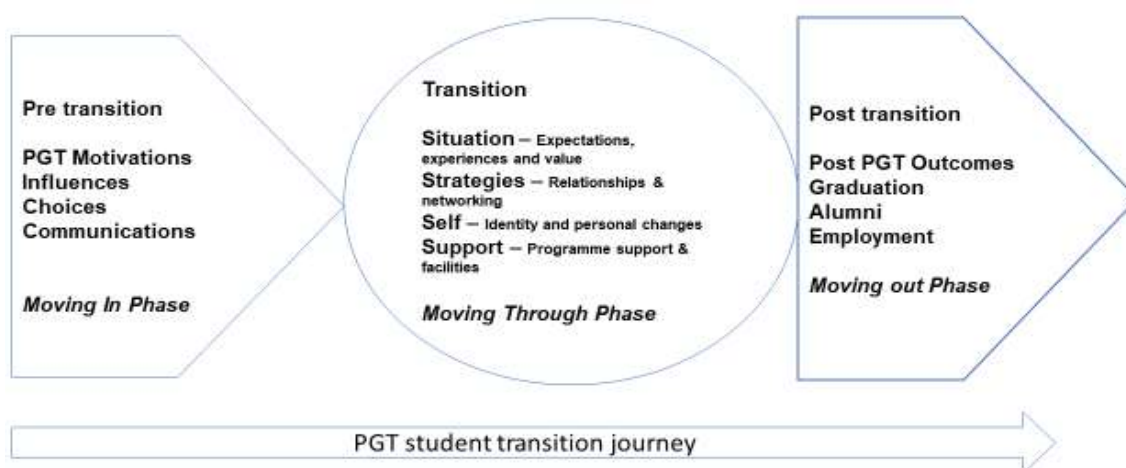 Pre transition
PGT Motivations
Influences
Choices
Communications
Moving In Phase
Transition
Situation – Expectations,
experiences and value
Strategies – Relationships &
networking
Self – Identity and personal changes
Support – Programme support &
facilities
Moving Through Phase
Post transition
Post PGT Outcomes
Graduation
Alumni
Employment
Moving out Phase
PGT student transition journey